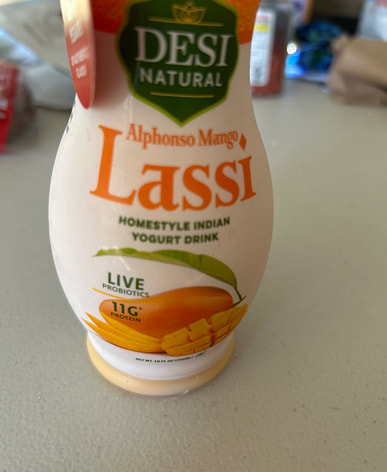 DESI
NATURAL
Alphonso Mango
Lassi
HOMESTYLE INDIAN
YOGURT DRINK
LIVE
PROBIOTICS
11G*
PROTEIN